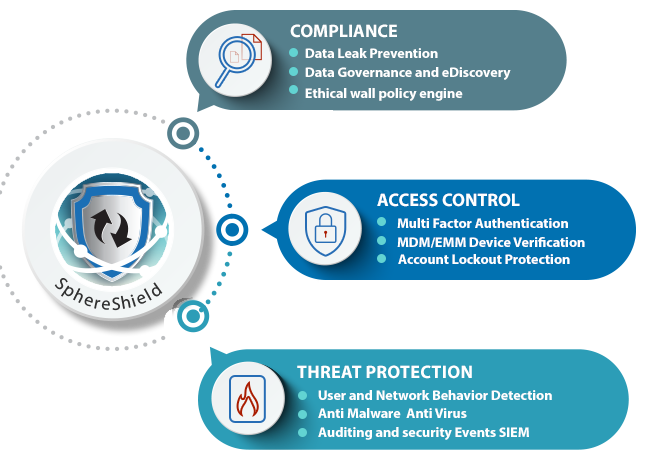 COMPLIANCE
Data Leak Prevention
Data Governance and eDiscovery
Ethical wall policy engine
SphereShield
ACCESS CONTROL
Multi Factor Authentication
MDM/EMM Device Verification
Account Lockout Protection
THREAT PROTECTION
User and Network Behavior Detection
Anti Malware Anti Virus
Auditing and security Events SIEM